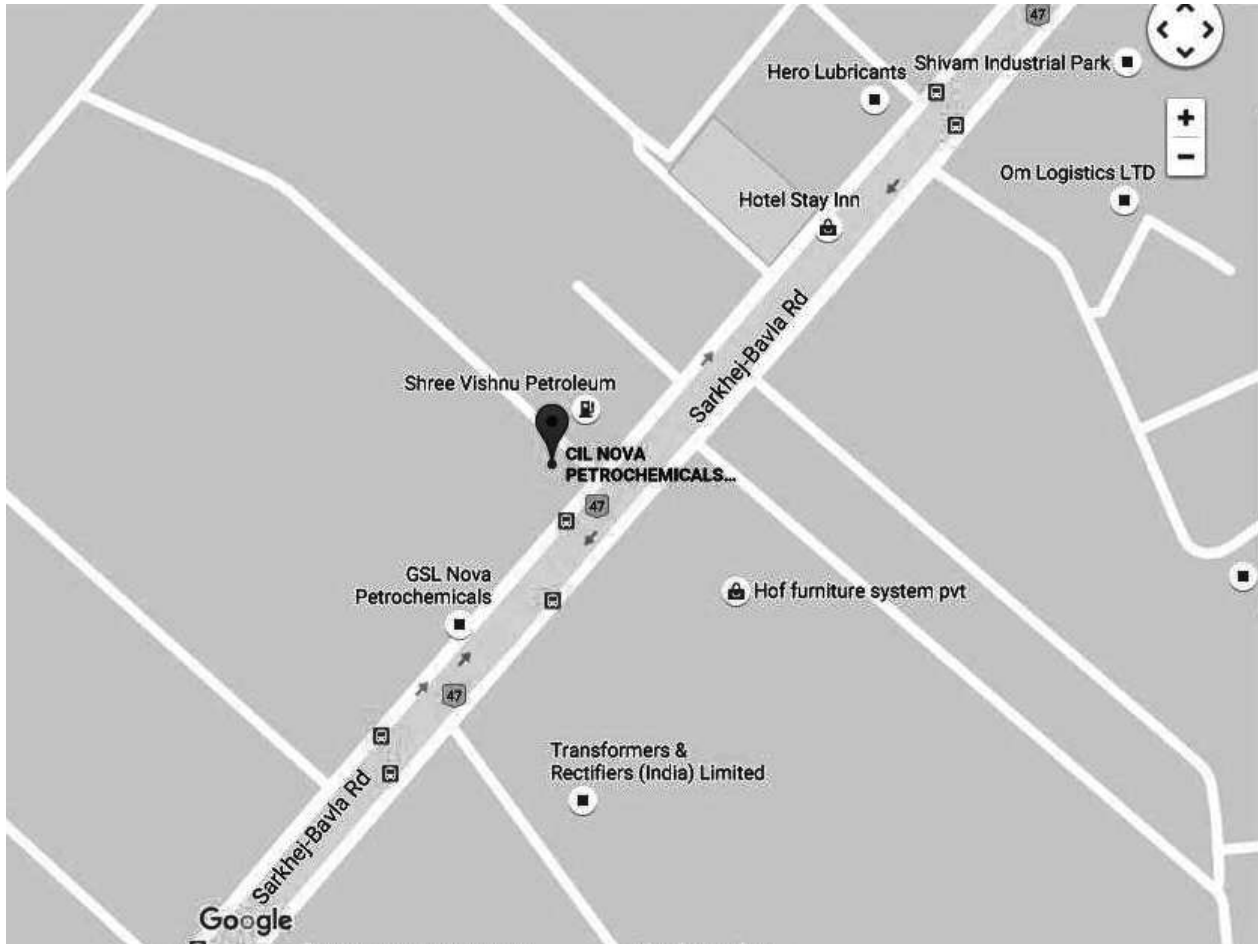 47
Shivam Industrial Park
Hero Lubricants
+
−
Om Logistics LTD
Hotel Stay Inn
Sarkhej-Bavla Rd
Shree Vishnu Petroleum
CIL NOVA
PETROCHEMICALS...
47
GSL Nova
Petrochemicals
Hof furniture system pvt
47
Transformers &
Rectifiers (India) Limited
Sarkhej-Bavla Rd
Google